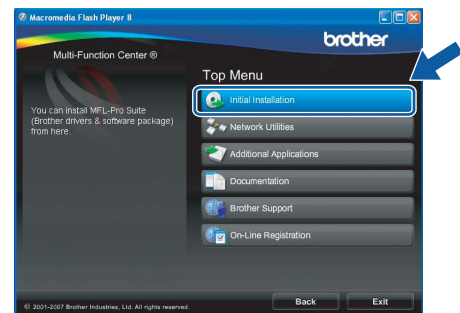 Macromedia Flash Player 8
brother
Multi-Function Center ®
Top Menu
You can install MFL-Pro Suite
(Brother drivers & software package)
from here.
Initial Installation
Network Utilities
Additional Applications
Documentation
Brother Support
On-Line Registration
© 2001-2007 Brother Industries, Ltd. All rights reserved.
Back
Exit